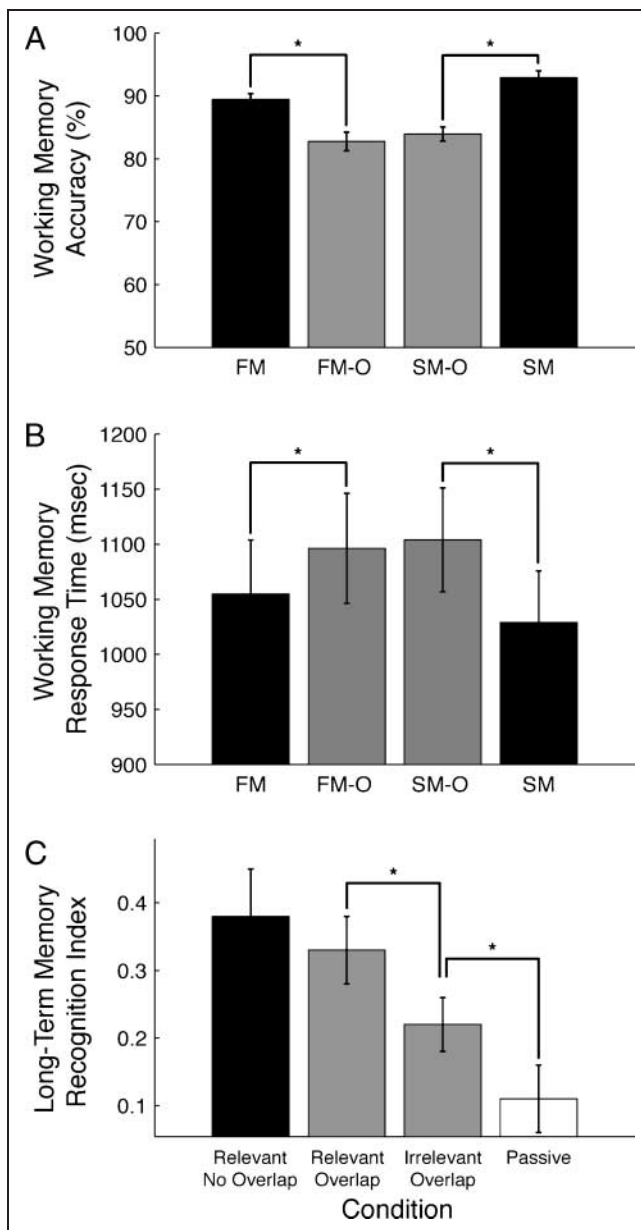 A
Working Memory
Accuracy (%)
100
90
80
70
60
50
*
*
FM
FM-O
SM-O
SM
B
Working Memory
Response Time (msec)
1200
1150
1100
1050
1000
950
900
*
*
FM
FM-O
SM-O
SM
C
Long-Term Memory
Recognition Index
0.4
0.3
0.2
0.1
*
*
Relevant
No Overlap
Relevant
Overlap
Irrelevant
Overlap
Passive
Condition